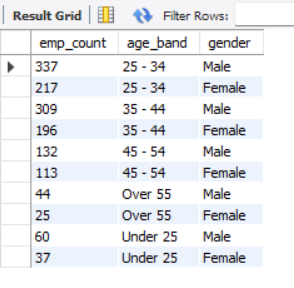 Result Grid Filter Rows:
emp_count age_band gender
337 25 - 34 Male
217 25 - 34 Female
309 35 - 44 Male
196 35 - 44 Female
132 45 - 54 Male
113 45 - 54 Female
44 Over 55 Male
25 Over 55 Female
60 Under 25 Male
37 Under 25 Female